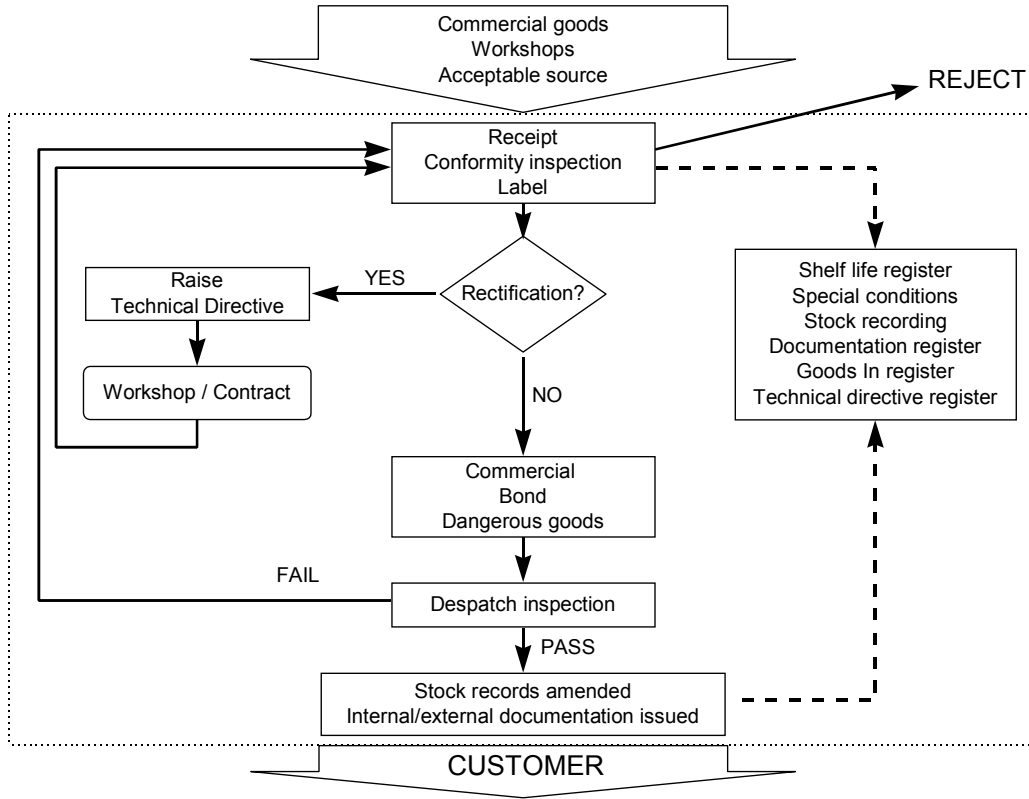 Commercial goods
Workshops
Acceptable source
REJECT
Receipt
Conformity inspection
Label
Raise
Technical Directive
YES
Rectification?
Shelf life register
Special conditions
Stock recording
Documentation register
Goods In register
Technical directive register
Workshop / Contract
NO
Commercial
Bond
Dangerous goods
FAIL
Despatch inspection
PASS
Stock records amended
Internal/external documentation issued
CUSTOMER